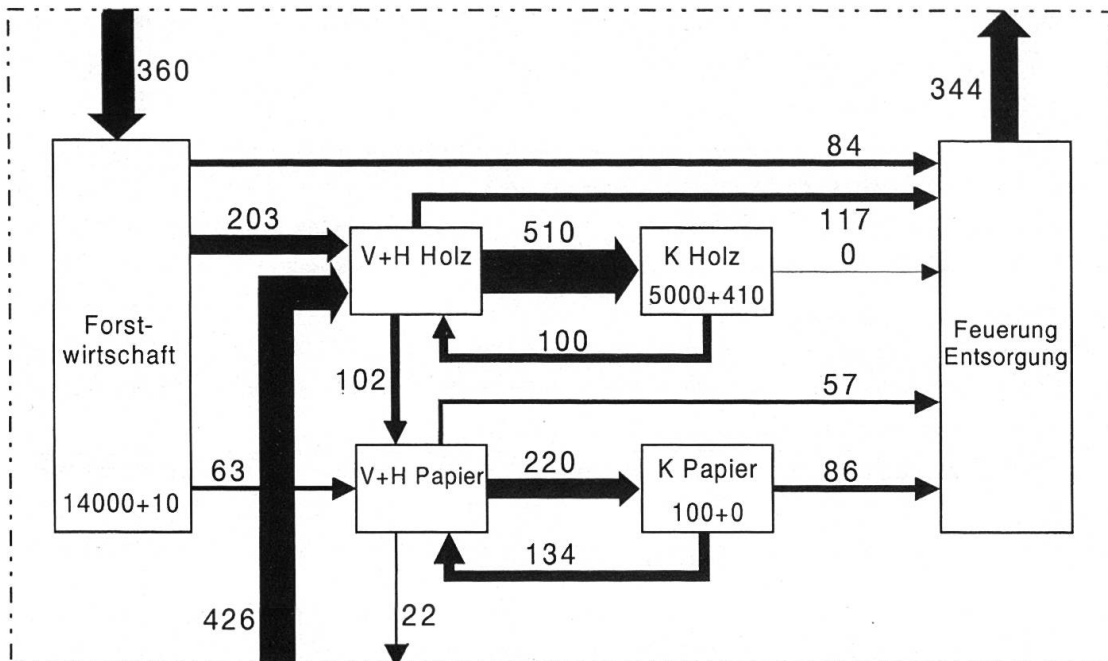 360
344
84
203
117
510
0
V+H Holz
K Holz
5000+410
Forst-
wirtschaft
Feuerung
Entsorgung
100
102
57
63
V+H Papier
220
K Papier
86
14000+10
100+0
134
426
22